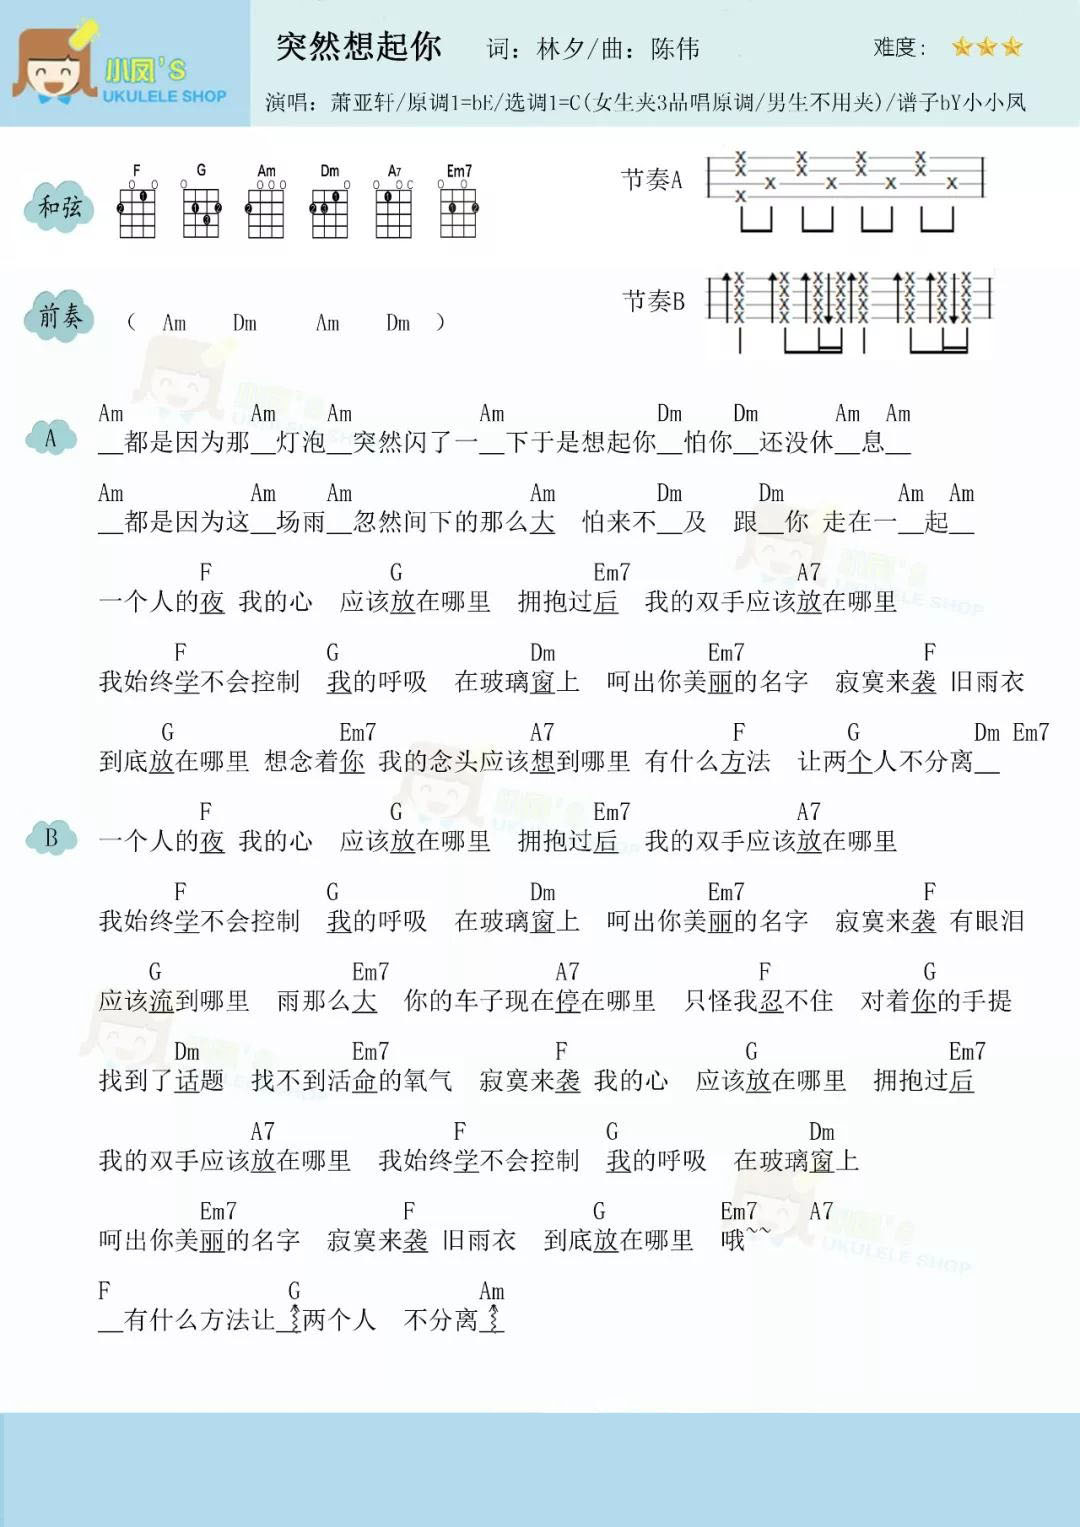 小凤'S
UKULELE SHOP
突然想起你 词：林夕/曲：陈伟 难度：
演唱：萧亚轩/原调1=bE/选调1=C(女生夹3品唱原调/男生不用夹)/谱子bY小小凤
和弦 F G Am Dm A7 Em7 节奏A
前奏 （ Am Dm Am Dm ） 节奏B
Am Am Am Am Dm Dm Am Am
A __都是因为那__灯泡__突然闪了一__下于是想起你__怕你__还没休__息__
Am Am Am Am Dm Dm Am Am
__都是因为这__场雨__忽然间下的那么大 怕来不__及 跟__你 走在一__起__
F G Em7 A7
一个人的夜 我的心 应该放在哪里 拥抱过后 我的双手应该放在哪里
F G Dm Em7 F
我始终学不会控制 我的呼吸 在玻璃窗上 呵出你美丽的名字 寂寞来袭 旧雨衣
G Em7 A7 F G Dm Em7
到底放在哪里 想念着你 我的念头应该想到哪里 有什么方法 让两个人不分离__
F G Em7 A7
B 一个人的夜 我的心 应该放在哪里 拥抱过后 我的双手应该放在哪里
F G Dm Em7 F
我始终学不会控制 我的呼吸 在玻璃窗上 呵出你美丽的名字 寂寞来袭 有眼泪
G Em7 A7 F G
应该流到哪里 雨那么大 你的车子现在停在哪里 只怪我忍不住 对着你的手提
Dm Em7 F G Em7
找到了话题 找不到活命的氧气 寂寞来袭 我的心 应该放在哪里 拥抱过后
A7 F G Dm
我的双手应该放在哪里 我始终学不会控制 我的呼吸 在玻璃窗上
Em7 F G Em7 A7
呵出你美丽的名字 寂寞来袭 旧雨衣 到底放在哪里 哦~~
F G Am
__有什么方法让__两个人 不分离__